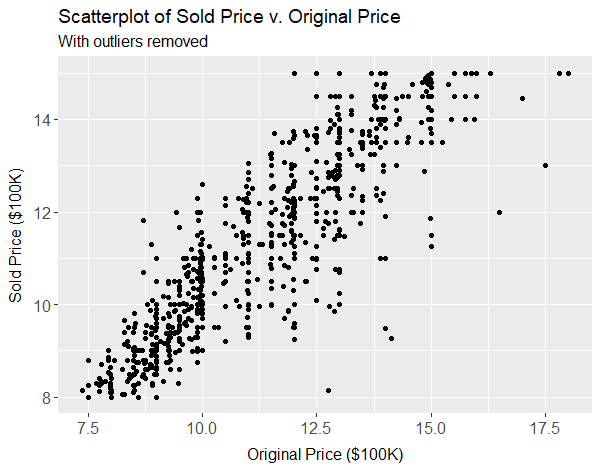 Scatterplot of Sold Price v. Original Price
With outliers removed
Sold Price ($100K)
14
12
10
8
7.5 10.0 12.5 15.0 17.5
Original Price ($100K)